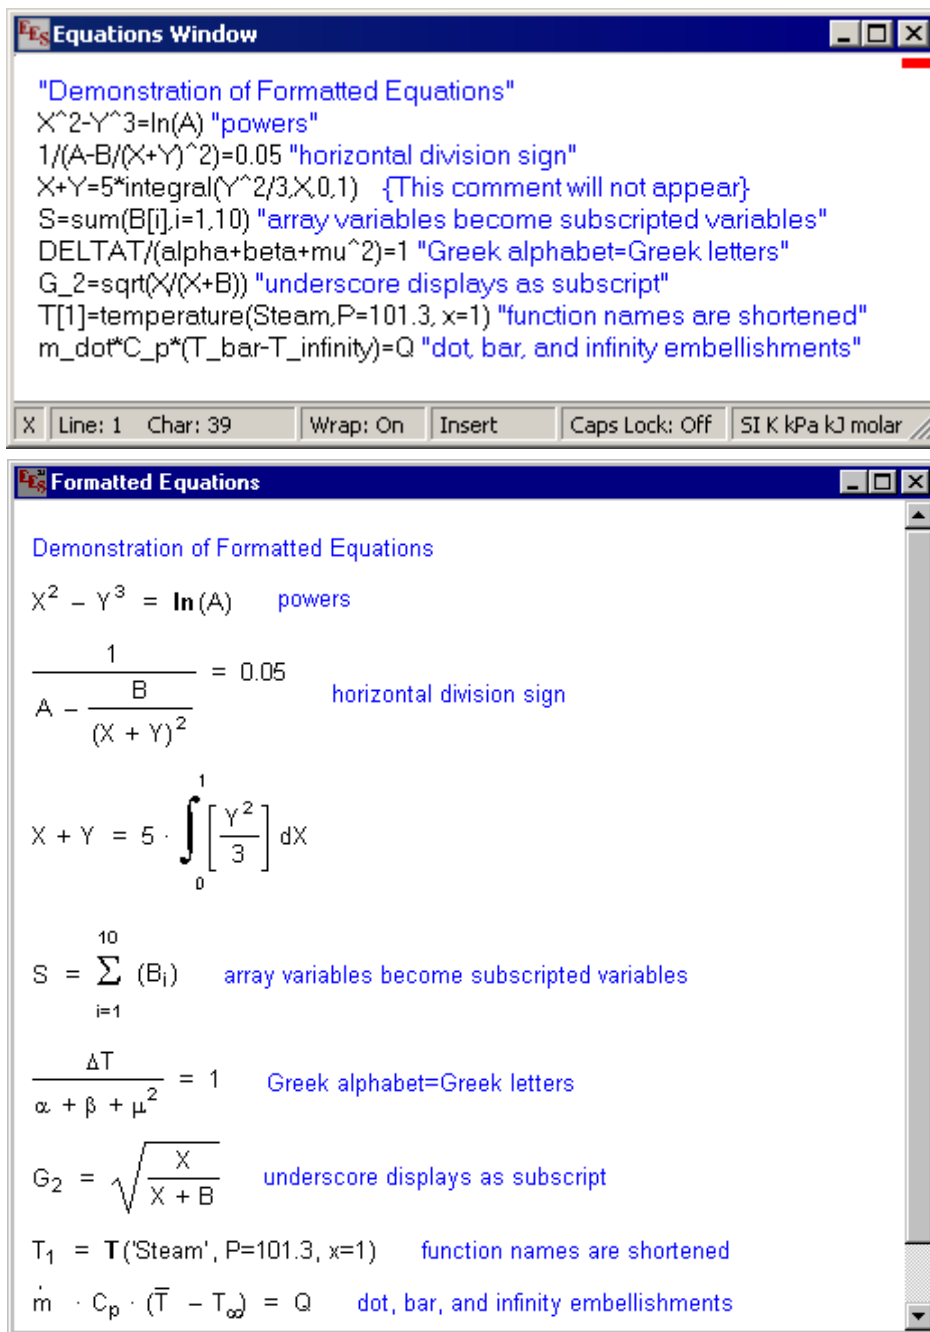 EES Equations Window
"Demonstration of Formatted Equations"
X^2-Y^3=ln(A) "powers"
1/(A-B/(X+Y)^2)=0.05 "horizontal division sign"
X+Y=5*integral(Y^2/3,X,0,1) {This comment will not appear}
S=sum(B[i],i=1,10) "array variables become subscripted variables"
DELTAT/(alpha+beta+mu^2)=1 "Greek alphabet=Greek letters"
G_2=sqrt(X/(X+B)) "underscore displays as subscript"
T[1]=temperature(Steam,P=101.3, x=1) "function names are shortened"
m_dot*C_p*(T_bar-T_infinity)=Q "dot, bar, and infinity embellishments"
X Line: 1 Char: 39 Wrap: On Insert Caps Lock: Off SI K kPa kJ molar
EES Formatted Equations
Demonstration of Formatted Equations
X² – Y³ = ln(A) powers
1
A – B = 0.05 horizontal division sign
(X + Y)²
1
X + Y = 5 · ∫ [Y²/3] dX
0
10
S = Σ (Bᵢ) array variables become subscripted variables
i=1
ΔT
α + β + μ² = 1 Greek alphabet=Greek letters
G₂ = √ X / X + B underscore displays as subscript
T₁ = T('Steam', P=101.3, x=1) function names are shortened
ṁ · Cₚ · (T̅ – T∞) = Q dot, bar, and infinity embellishments